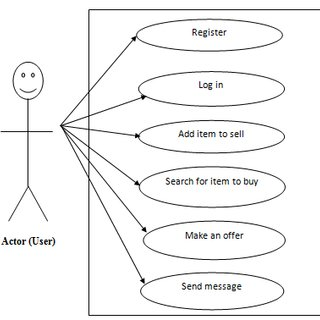 Register
Log in
Add item to sell
Search for item to buy
Make an offer
Send message
Actor (User)